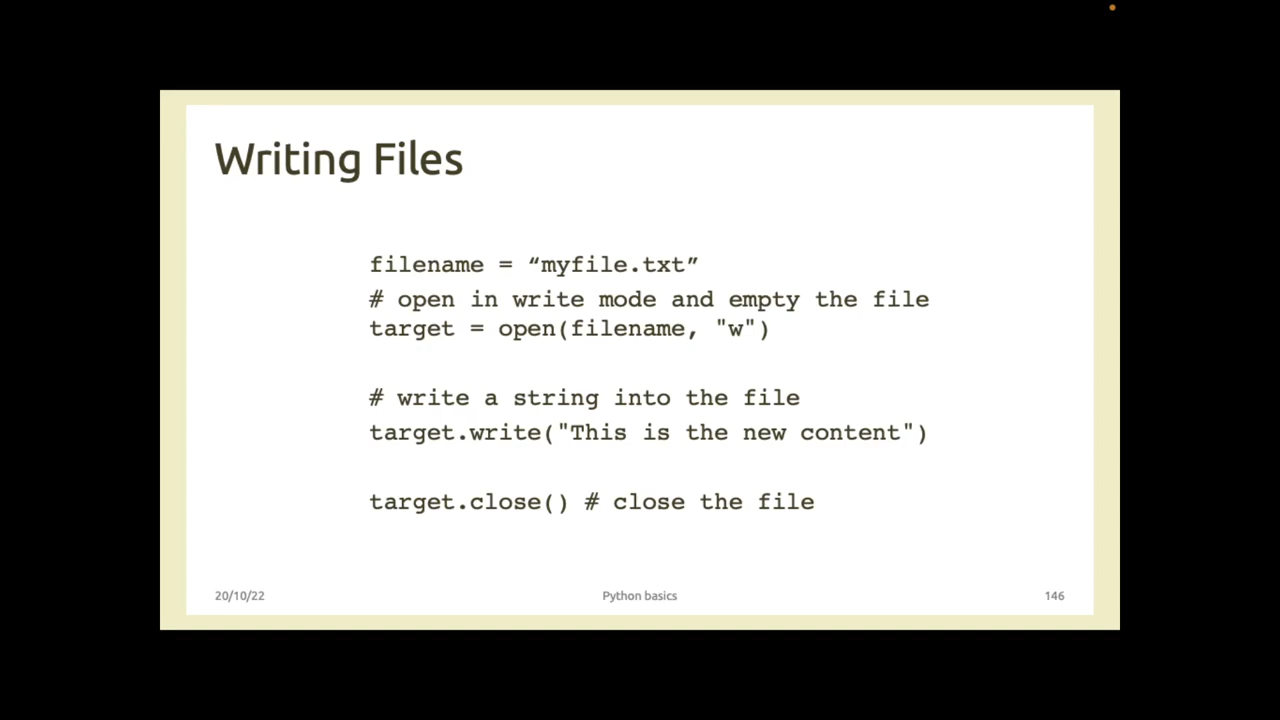 Writing Files
filename = “myfile.txt”
# open in write mode and empty the file
target = open(filename, "w")
# write a string into the file
target.write("This is the new content")
target.close() # close the file
20/10/22
Python basics
146